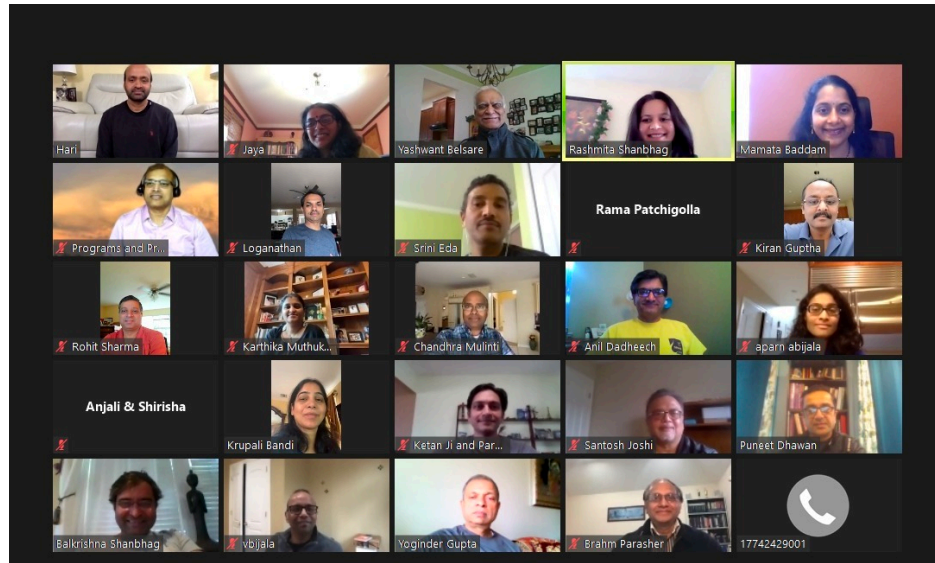 Hari
Jaya
Yashwant Belsare
Rashmita Shanbhag
Mamata Baddam
Programs and Pr...
Loganathan
Srini Eda
Rama Patchigolla
Kiran Guptha
Rohit Sharma
Karthika Muthuk...
Chandhra Mulinti
Anil Dadheech
aparn abijala
Anjali & Shirisha
Krupali Bandi
Ketan Ji and Par...
Santosh Joshi
Puneet Dhawan
Balkrishna Shanbhag
vbijala
Yoginder Gupta
Brahm Parasher
17742429001